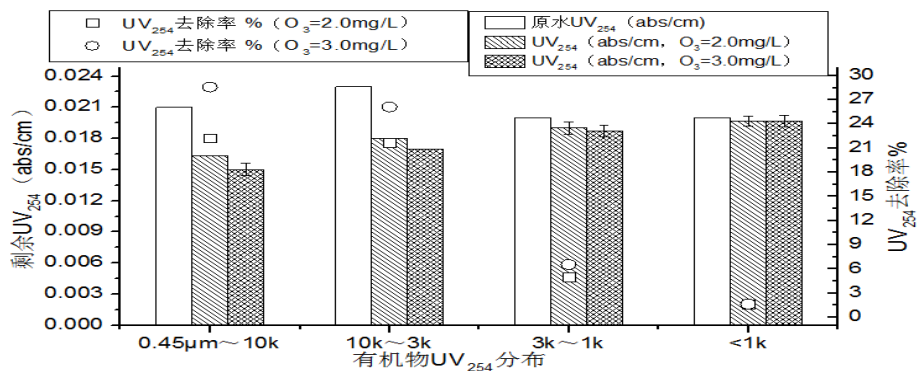 UV254去除率 %（O3=2.0mg/L）
UV254去除率 %（O3=3.0mg/L）
原水UV254 (abs/cm)
UV254（abs/cm，O3=2.0mg/L）
UV254（abs/cm，O3=3.0mg/L）
剩余UV254（abs/cm）
0.024
0.021
0.018
0.015
0.012
0.009
0.006
0.003
0.000
30
27
24
21
18
15
12
9
6
3
0
UV254去除率%
0.45μm～10k
10k～3k
3k～1k
<1k
有机物UV254分布